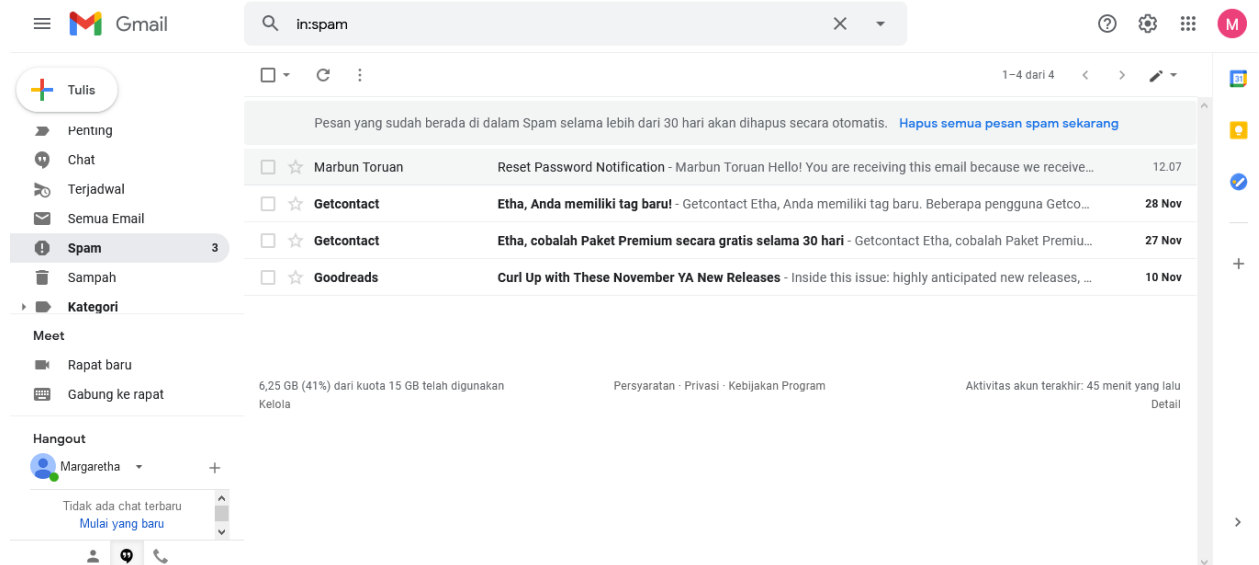 Gmail
in:spam
M
Tulis
1–4 dari 4
31
Penting
Chat
Terjadwal
Semua Email
Spam 3
Sampah
Kategori
Pesan yang sudah berada di dalam Spam selama lebih dari 30 hari akan dihapus secara otomatis. Hapus semua pesan spam sekarang
Marbun Toruan Reset Password Notification - Marbun Toruan Hello! You are receiving this email because we receive… 12.07
Getcontact Etha, Anda memiliki tag baru! - Getcontact Etha, Anda memiliki tag baru. Beberapa pengguna Getco… 28 Nov
Getcontact Etha, cobalah Paket Premium secara gratis selama 30 hari - Getcontact Etha, cobalah Paket Premiu… 27 Nov
Goodreads Curl Up with These November YA New Releases - Inside this issue: highly anticipated new releases, … 10 Nov
Meet
Rapat baru
Gabung ke rapat
6,25 GB (41%) dari kuota 15 GB telah digunakan
Kelola
Persyaratan · Privasi · Kebijakan Program
Aktivitas akun terakhir: 45 menit yang lalu
Detail
Hangout
Margaretha
Tidak ada chat terbaru
Mulai yang baru